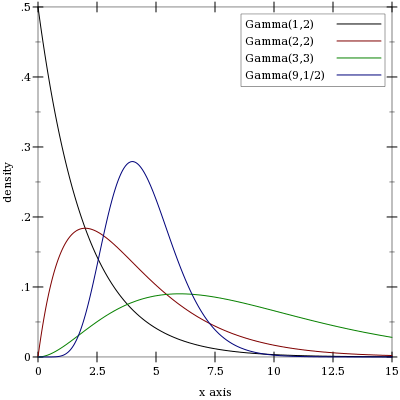 .5
.4
.3
.2
.1
0
density
0
2.5
5
7.5
10
12.5
15
x axis
Gamma(1,2)
Gamma(2,2)
Gamma(3,3)
Gamma(9,1/2)